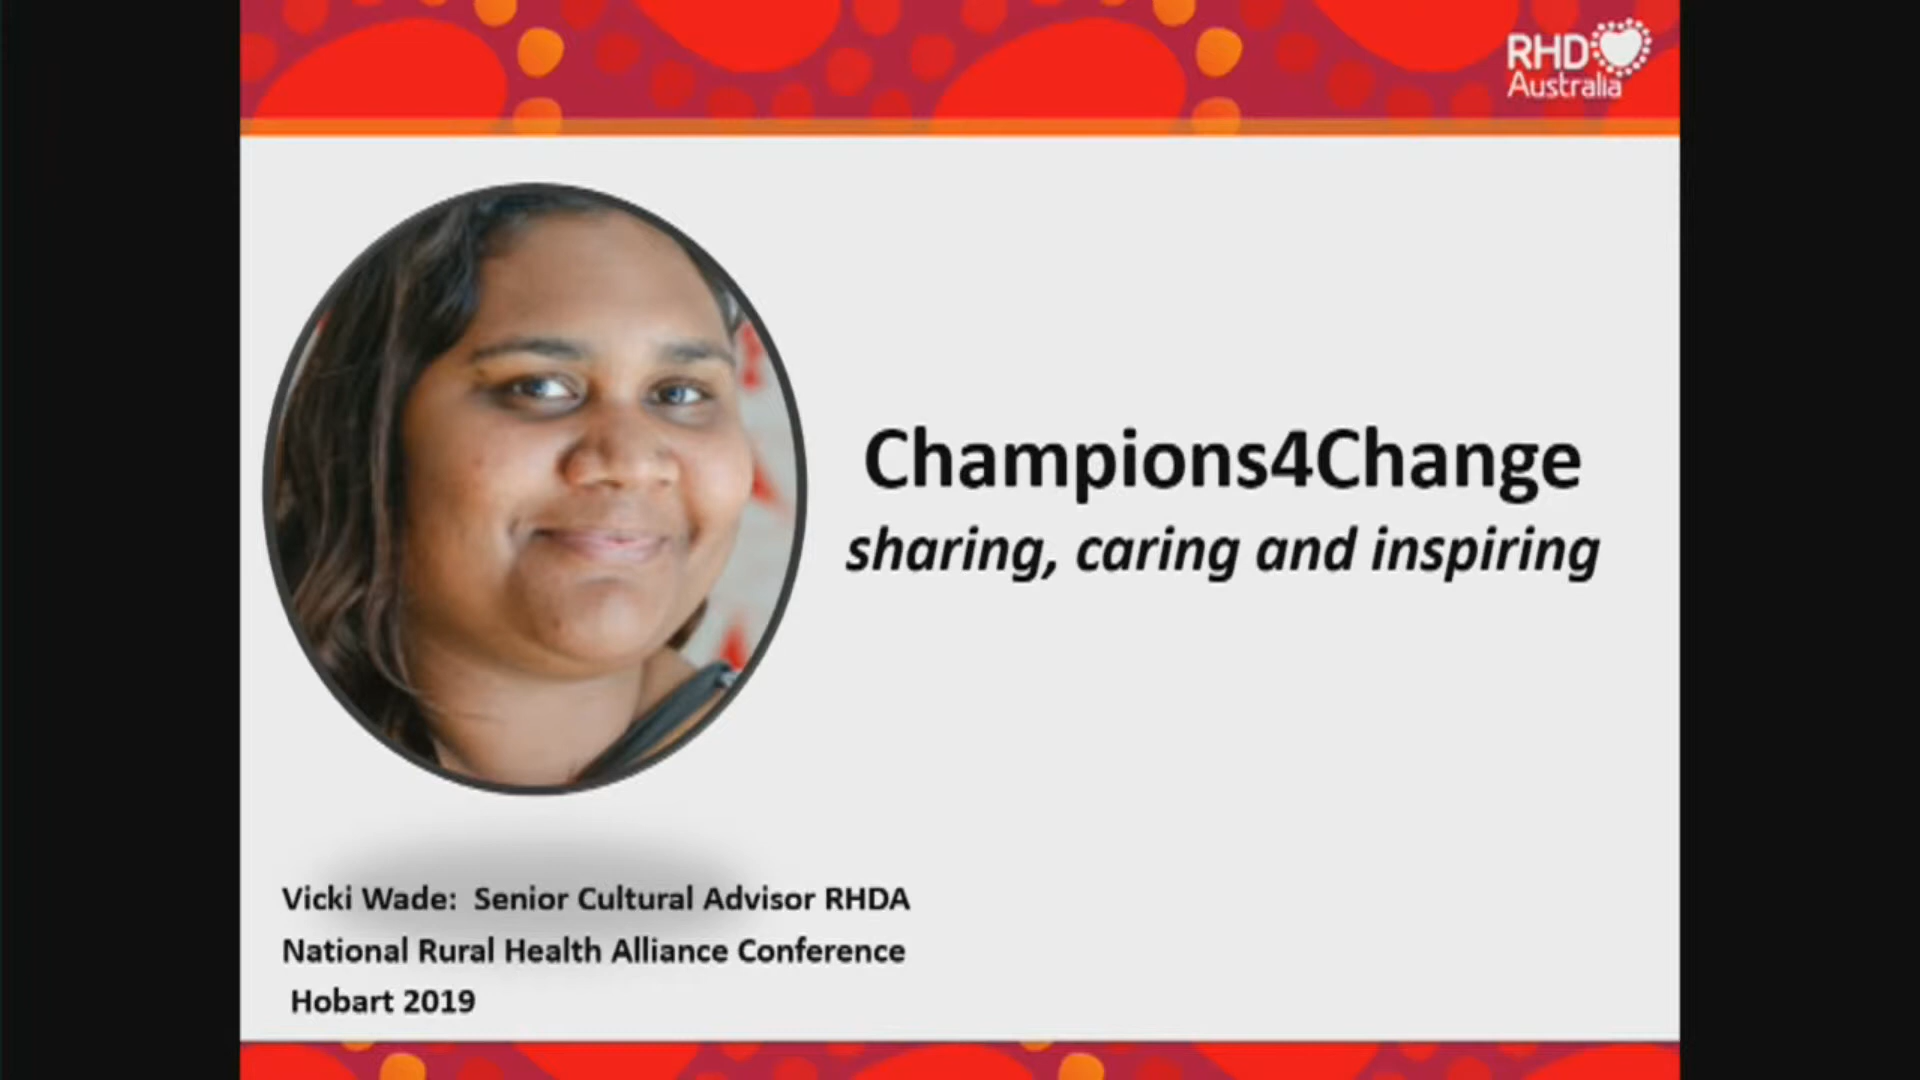 RHD
Australia
Champions4Change
sharing, caring and inspiring
Vicki Wade:  Senior Cultural Advisor RHDA
National Rural Health Alliance Conference
Hobart 2019